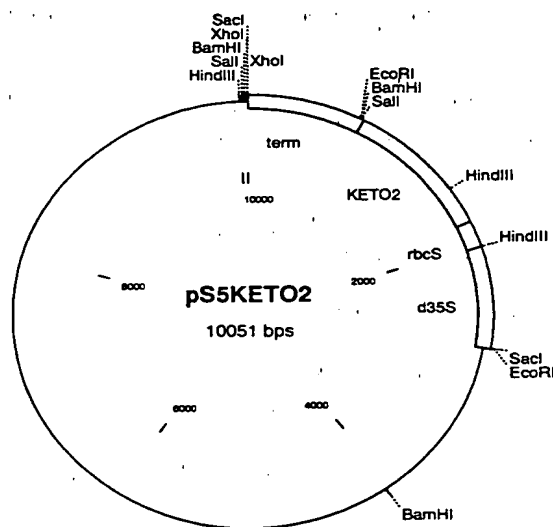 SacI
XhoI
BamHI
SalI
HindIII
XhoI
EcoRI
BamHI
SalI
term
HindIII
II
KETO2
10000
HindIII
rbcS
2000
8000
pS5KETO2
d35S
10051 bps
SacI
EcoRI
6000
4000
BamHI